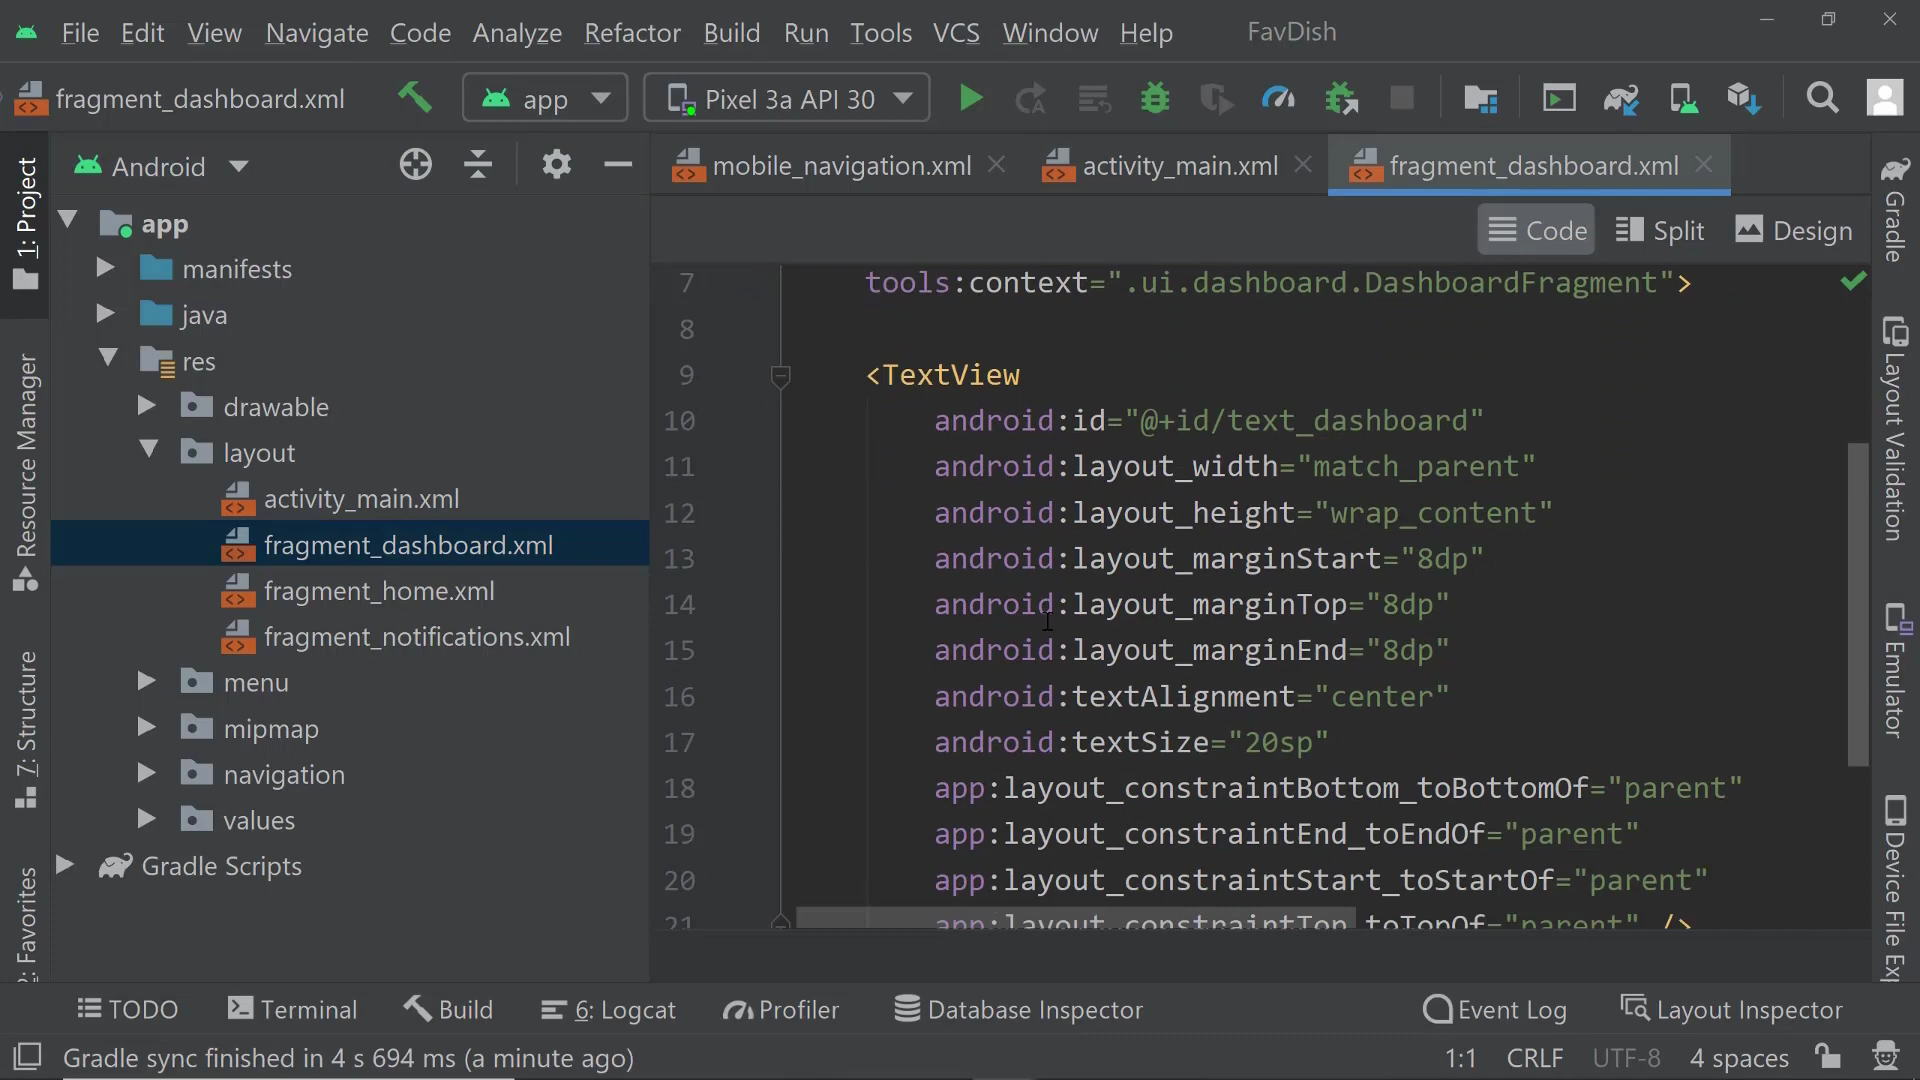 File Edit View Navigate Code Analyze Refactor Build Run Tools VCS Window Help FavDish
fragment_dashboard.xml app Pixel 3a API 30
Android
mobile_navigation.xml activity_main.xml fragment_dashboard.xml
Code Split Design
1: Project
Resource Manager
7: Structure
2: Favorites
app
manifests
java
res
drawable
layout
activity_main.xml
fragment_dashboard.xml
fragment_home.xml
fragment_notifications.xml
menu
mipmap
navigation
values
Gradle Scripts
7 tools:context=".ui.dashboard.DashboardFragment">
8
9 <TextView
10 android:id="@+id/text_dashboard"
11 android:layout_width="match_parent"
12 android:layout_height="wrap_content"
13 android:layout_marginStart="8dp"
14 android:layout_marginTop="8dp"
15 android:layout_marginEnd="8dp"
16 android:textAlignment="center"
17 android:textSize="20sp"
18 app:layout_constraintBottom_toBottomOf="parent"
19 app:layout_constraintEnd_toEndOf="parent"
20 app:layout_constraintStart_toStartOf="parent"
21 app:layout_constraintTop_toTopOf="parent" />
Gradle
Layout Validation
Emulator
Device File Exp
TODO Terminal Build 6: Logcat Profiler Database Inspector Event Log Layout Inspector
Gradle sync finished in 4 s 694 ms (a minute ago) 1:1 CRLF UTF-8 4 spaces